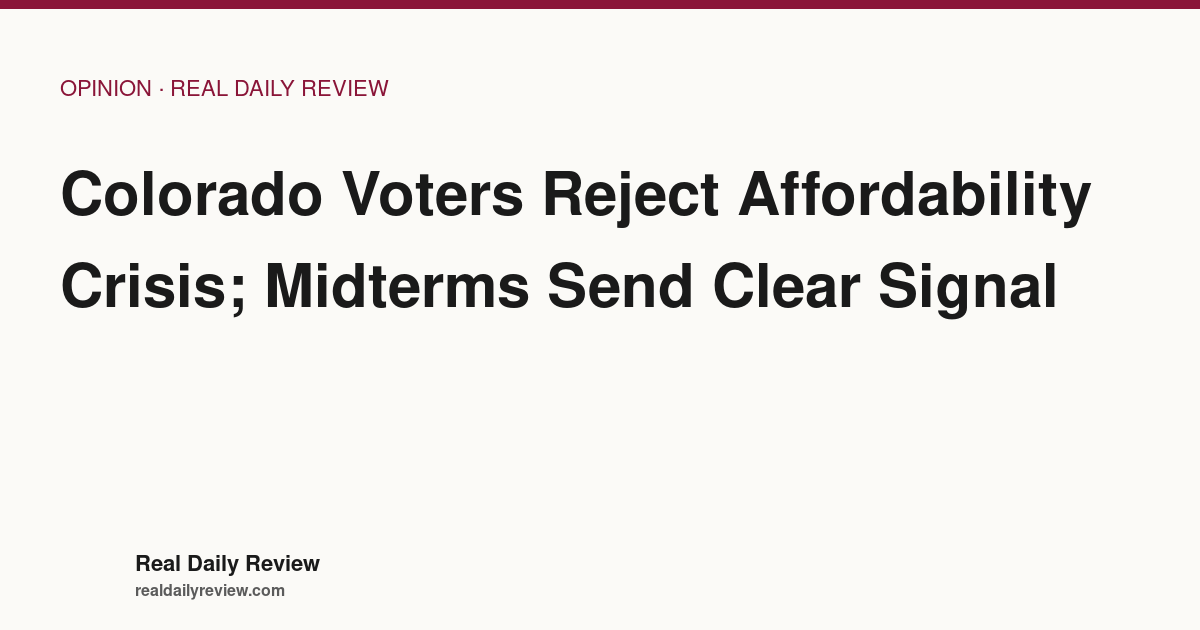 OPINION · REAL DAILY REVIEW
Colorado Voters Reject Affordability
Crisis; Midterms Send Clear Signal
Real Daily Review
realdailyreview.com